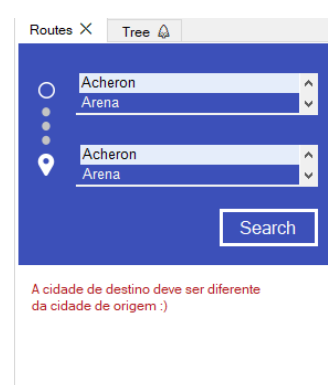 Routes
Tree
Acheron
Arena
Acheron
Arena
Search
A cidade de destino deve ser diferente
da cidade de origem :)